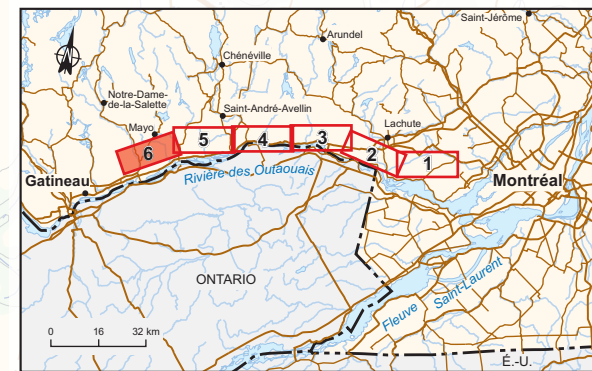 Saint-Jérôme
Arundel
Chénéville
Notre-Dame-
de-la-Salette
Saint-André-Avellin
Mayo
Lachute
6
5
4
3
2
1
Gatineau
Rivière des Outaouais
Montréal
ONTARIO
Fleuve Saint-Laurent
0 16 32 km
É.-U.